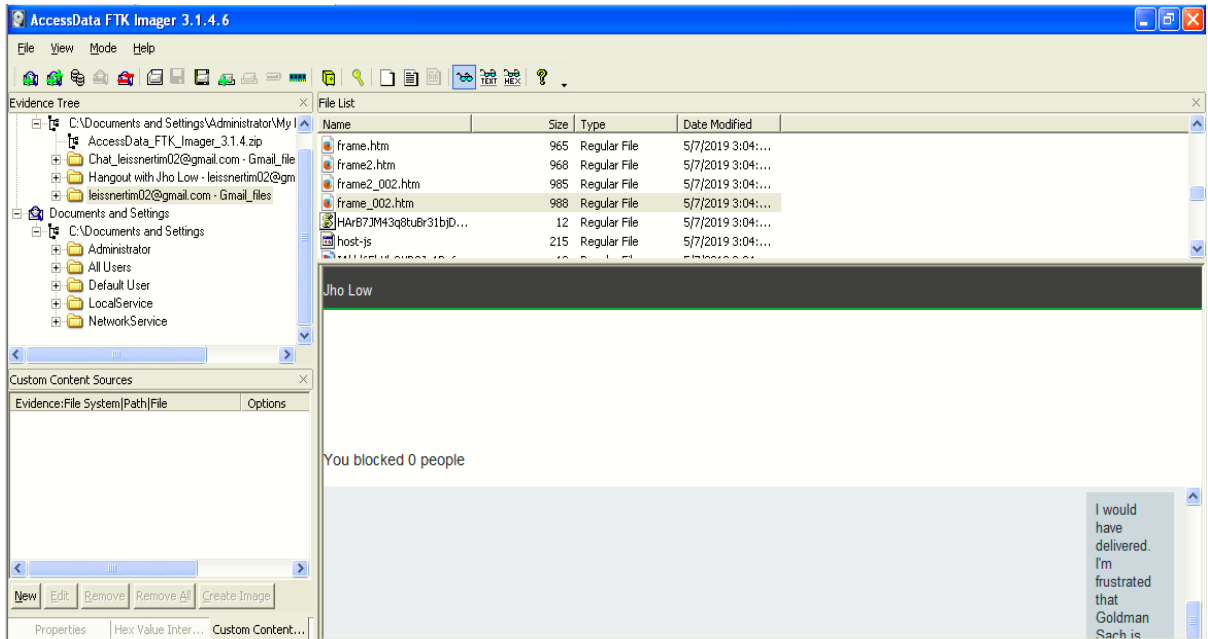 AccessData FTK Imager 3.1.4.6
File View Mode Help
Evidence Tree
C:\Documents and Settings\Administrator\My
AccessData_FTK_Imager_3.1.4.zip
Chat_leissnertim02@gmail.com - Gmail_file
Hangout with Jho Low - leissnertim02@gm
leissnertim02@gmail.com - Gmail_files
Documents and Settings
C:\Documents and Settings
Administrator
All Users
Default User
LocalService
NetworkService
Custom Content Sources
Evidence:File System|Path|File Options
New Edit Remove Remove All Create Image
Properties Hex Value Inter... Custom Content...
TEXT HEX
File List
Name Size Type Date Modified
frame.htm 965 Regular File 5/7/2019 3:04:...
frame2.htm 968 Regular File 5/7/2019 3:04:...
frame2_002.htm 985 Regular File 5/7/2019 3:04:...
frame_002.htm 988 Regular File 5/7/2019 3:04:...
HArB7JM43q8tuBr31bjD... 12 Regular File 5/7/2019 3:04:...
host-js 215 Regular File 5/7/2019 3:04:...
Jho Low
You blocked 0 people
I would
have
delivered.
I'm
frustrated
that
Goldman
Sach is